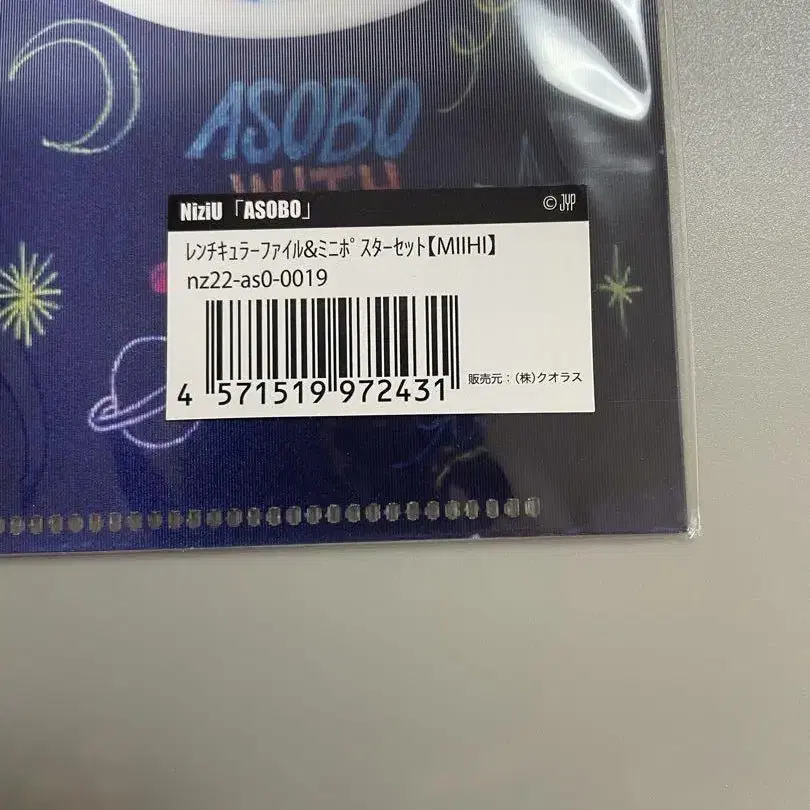 ASOBO
WITH
NiziU「ASOBO」 © JYP
ﾚﾝﾁｷｭﾗｰﾌｧｲﾙ&ﾐﾆﾎﾟｽﾀｰｾｯﾄ【MIIHI】
nz22-as0-0019
4 571519 972431
販売元：(株)クオラス